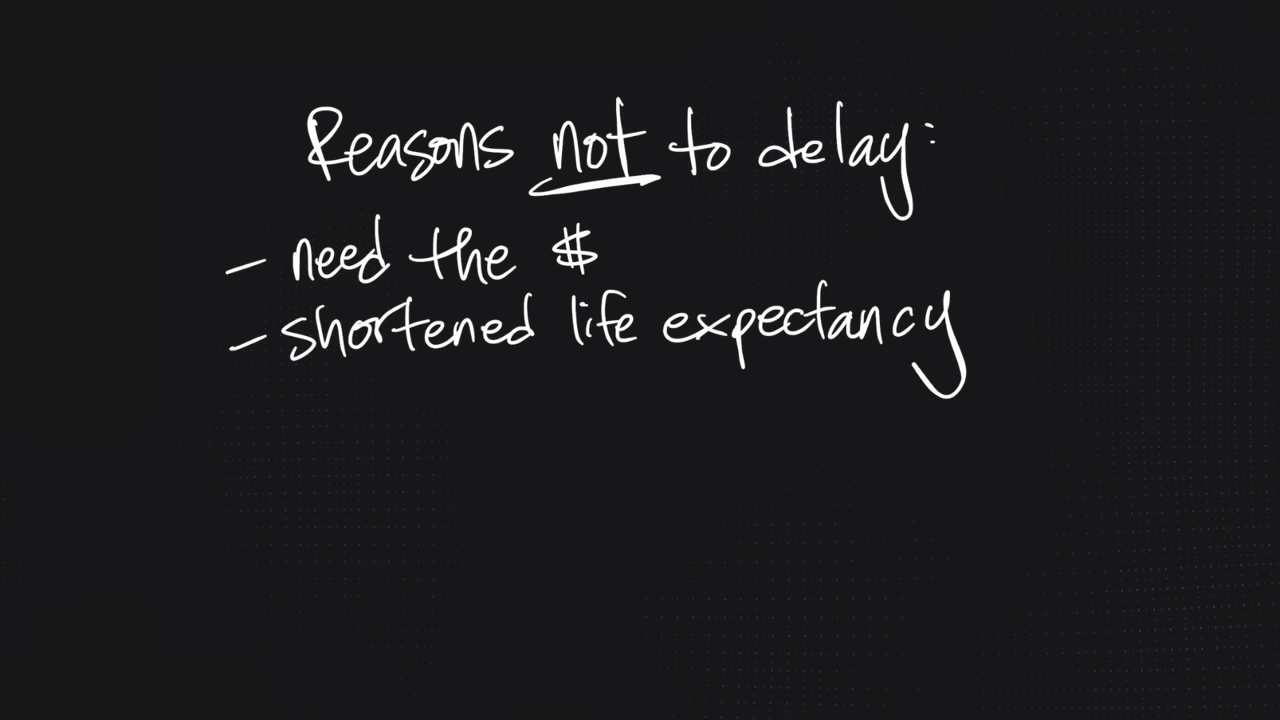 Reasons not to delay:
- need the $
- shortened life expectancy